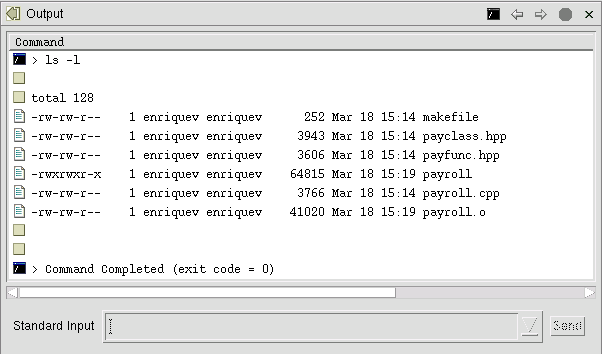 Output
Command
> ls -l
total 128
-rw-rw-r-- 1 enriquev enriquev 252 Mar 18 15:14 makefile
-rw-rw-r-- 1 enriquev enriquev 3943 Mar 18 15:14 payclass.hpp
-rw-rw-r-- 1 enriquev enriquev 3606 Mar 18 15:14 payfunc.hpp
-rwxrwxr-x 1 enriquev enriquev 64815 Mar 18 15:19 payroll
-rw-rw-r-- 1 enriquev enriquev 3766 Mar 18 15:14 payroll.cpp
-rw-rw-r-- 1 enriquev enriquev 41020 Mar 18 15:19 payroll.o
> Command Completed (exit code = 0)
Standard Input
Send